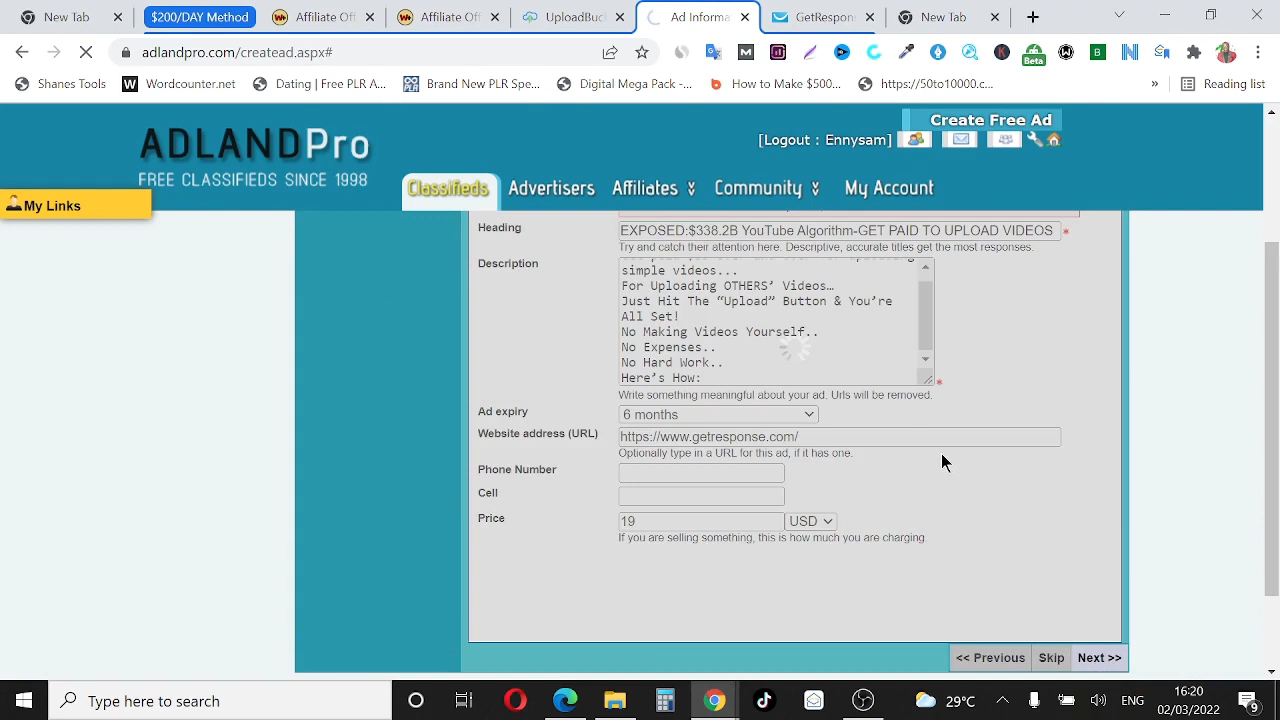 New Tab
$200/DAY Method
Affiliate Off
Affiliate Off
UploadBuc
Ad Informa
GetRespon
New Tab
adlandpro.com/createad.aspx#
Beta
Shanes Tools
Wordcounter.net
Dating | Free PLR A...
Brand New PLR Spe...
Digital Mega Pack -...
How to Make $500...
https://50to10000.c...
Reading list
ADLANDPro
FREE CLASSIFIEDS SINCE 1998
Create Free Ad
[Logout : Ennysam]
Classifieds
Advertisers
Affiliates
Community
My Account
My Links
Heading
EXPOSED:$338.2B YouTube Algorithm-GET PAID TO UPLOAD VIDEOS *
Try and catch their attention here. Descriptive, accurate titles get the most responses.
Description
simple videos...
For Uploading OTHERS’ Videos…
Just Hit The “Upload” Button & You’re
All Set!
No Making Videos Yourself..
No Expenses..
No Hard Work..
Here’s How:
*
Write something meaningful about your ad. Urls will be removed.
Ad expiry
6 months
Website address (URL)
https://www.getresponse.com/
Optionally type in a URL for this ad, if it has one.
Phone Number
Cell
Price
19
USD
If you are selling something, this is how much you are charging.
<< Previous
Skip
Next >>
Type here to search
29°C
ENG
16:20
02/03/2022
9